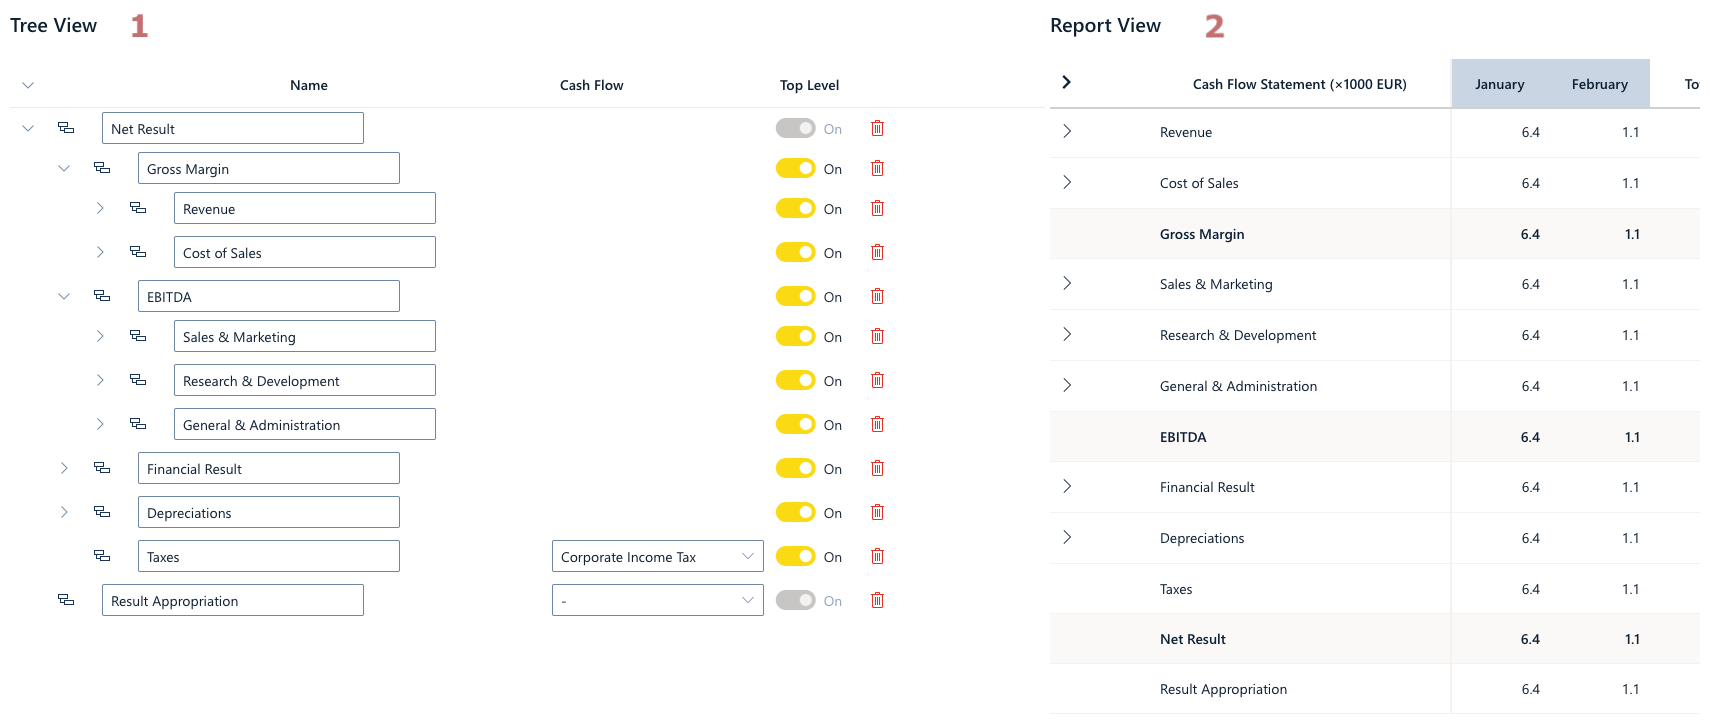 Tree View 1
Name Cash Flow Top Level
Net Result On
Gross Margin On
Revenue On
Cost of Sales On
EBITDA On
Sales & Marketing On
Research & Development On
General & Administration On
Financial Result On
Depreciations On
Taxes Corporate Income Tax On
Result Appropriation - On
Report View 2
Cash Flow Statement (×1000 EUR) January February To
Revenue 6.4 1.1
Cost of Sales 6.4 1.1
Gross Margin 6.4 1.1
Sales & Marketing 6.4 1.1
Research & Development 6.4 1.1
General & Administration 6.4 1.1
EBITDA 6.4 1.1
Financial Result 6.4 1.1
Depreciations 6.4 1.1
Taxes 6.4 1.1
Net Result 6.4 1.1
Result Appropriation 6.4 1.1